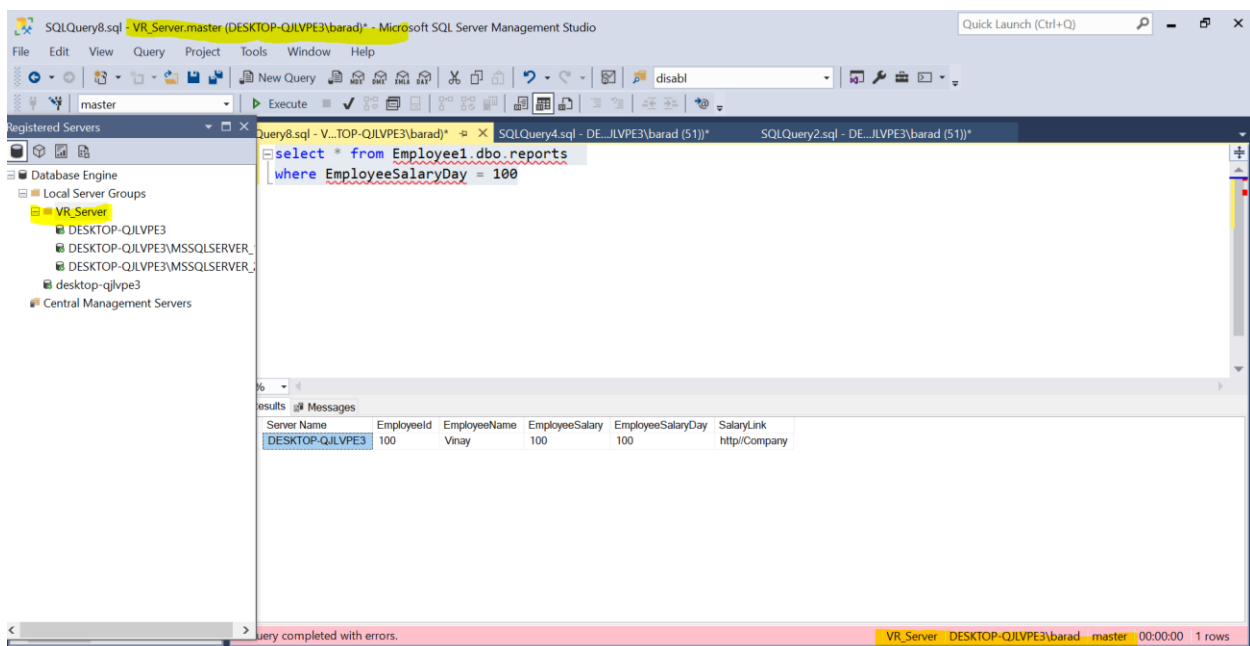 SQLQuery8.sql - VR_Server.master (DESKTOP-QJLVPE3\barad)* - Microsoft SQL Server Management Studio
Quick Launch (Ctrl+Q)
File Edit View Query Project Tools Window Help
New Query MDX DMX XMLA DAX disabl
master Execute
Registered Servers
Query8.sql - V...TOP-QJLVPE3\barad)* SQLQuery4.sql - DE...JLVPE3\barad (51))* SQLQuery2.sql - DE...JLVPE3\barad (51))*
select * from Employee1.dbo.reports
where EmployeeSalaryDay = 100
Database Engine
Local Server Groups
VR_Server
DESKTOP-QJLVPE3
DESKTOP-QJLVPE3\MSSQLSERVER_
DESKTOP-QJLVPE3\MSSQLSERVER_
desktop-qjlvpe3
Central Management Servers
%
esults Messages
Server Name EmployeeId EmployeeName EmployeeSalary EmployeeSalaryDay SalaryLink
DESKTOP-QJLVPE3 100 Vinay 100 100 http//Company
uery completed with errors. VR_Server DESKTOP-QJLVPE3\barad master 00:00:00 1 rows